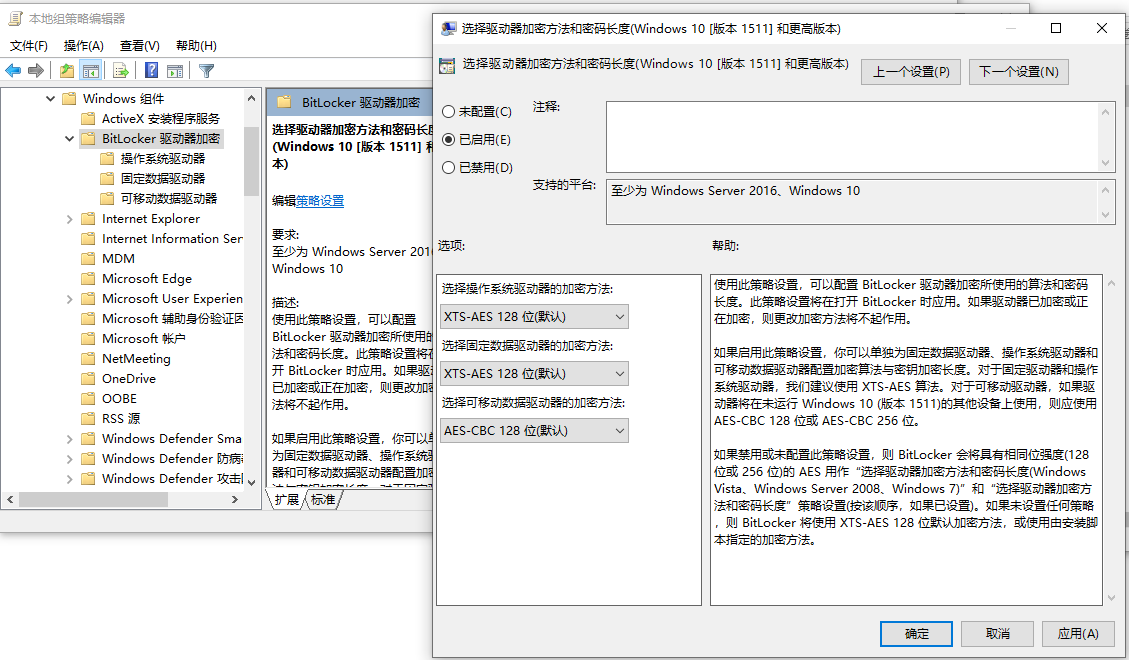 本地组策略编辑器
文件(F) 操作(A) 查看(V) 帮助(H)
Windows 组件
ActiveX 安装程序服务
BitLocker 驱动器加密
操作系统驱动器
固定数据驱动器
可移动数据驱动器
Internet Explorer
Internet Information Ser
MDM
Microsoft Edge
Microsoft User Experien
Microsoft 辅助身份验证因
Microsoft 帐户
NetMeeting
OneDrive
OOBE
RSS 源
Windows Defender Sma
Windows Defender 防病毒
Windows Defender 攻击
BitLocker 驱动器加密
选择驱动器加密方法和密码长度
(Windows 10 [版本 1511] 和
本)
编辑策略设置
要求:
至少为 Windows Server 2016
Windows 10
描述:
使用此策略设置，可以配置
BitLocker 驱动器加密所使用的
法和密码长度。此策略设置将在
开 BitLocker 时应用。如果驱动
已加密或正在加密，则更改加密
法将不起作用。
如果启用此策略设置，你可以单
为固定数据驱动器、操作系统驱
器和可移动数据驱动器配置加密
扩展 标准
选择驱动器加密方法和密码长度(Windows 10 [版本 1511] 和更高版本)
选择驱动器加密方法和密码长度(Windows 10 [版本 1511] 和更高版本)
上一个设置(P) 下一个设置(N)
未配置(C)
已启用(E)
已禁用(D)
注释:
支持的平台:
至少为 Windows Server 2016、Windows 10
选项:
选择操作系统驱动器的加密方法:
XTS-AES 128 位(默认)
选择固定数据驱动器的加密方法:
XTS-AES 128 位(默认)
选择可移动数据驱动器的加密方法:
AES-CBC 128 位(默认)
帮助:
使用此策略设置，可以配置 BitLocker 驱动器加密所使用的算法和密码
长度。此策略设置将在打开 BitLocker 时应用。如果驱动器已加密或正
在加密，则更改加密方法将不起作用。
如果启用此策略设置，你可以单独为固定数据驱动器、操作系统驱动器和
可移动数据驱动器配置加密算法与密钥加密长度。对于固定驱动器和操作
系统驱动器，我们建议使用 XTS-AES 算法。对于可移动驱动器，如果驱
动器将在未运行 Windows 10 (版本 1511)的其他设备上使用，则应使用
AES-CBC 128 位或 AES-CBC 256 位。
如果禁用或未配置此策略设置，则 BitLocker 会将具有相同位强度(128
位或 256 位)的 AES 用作“选择驱动器加密方法和密码长度(Windows
Vista、Windows Server 2008、Windows 7)”和“选择驱动器加密方
法和密码长度”策略设置(按该顺序，如果已设置)。如果未设置任何策略
，则 BitLocker 将使用 XTS-AES 128 位默认加密方法，或使用由安装脚
本指定的加密方法。
确定 取消 应用(A)